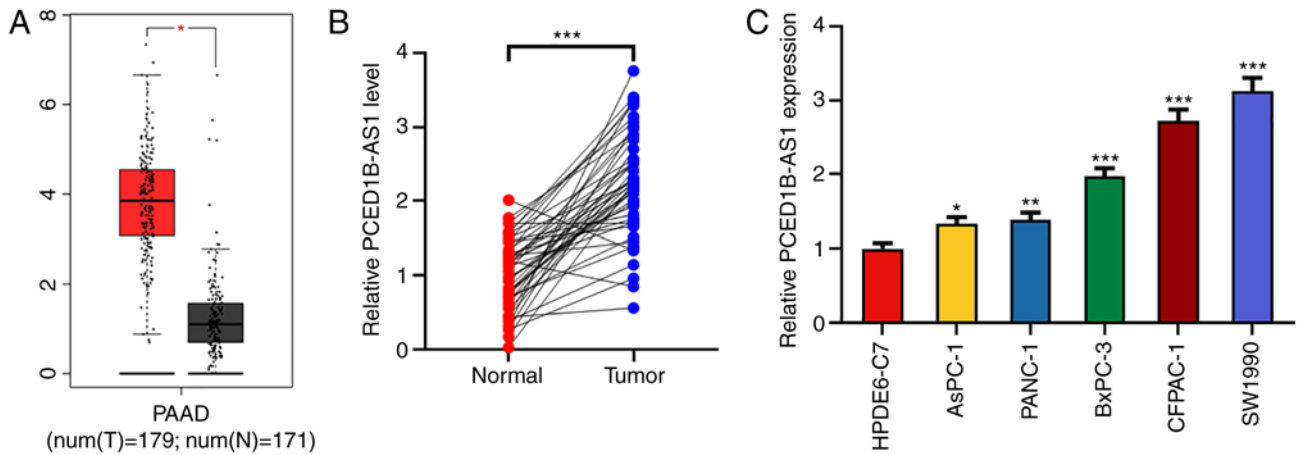 A
8
6
4
2
0
*
PAAD
(num(T)=179; num(N)=171)
B
Relative PCED1B-AS1 level
4
3
2
1
0
***
Normal
Tumor
C
Relative PCED1B-AS1 expression
4
3
2
1
0
*
**
***
***
***
HPDE6-C7
AsPC-1
PANC-1
BxPC-3
CFPAC-1
SW1990